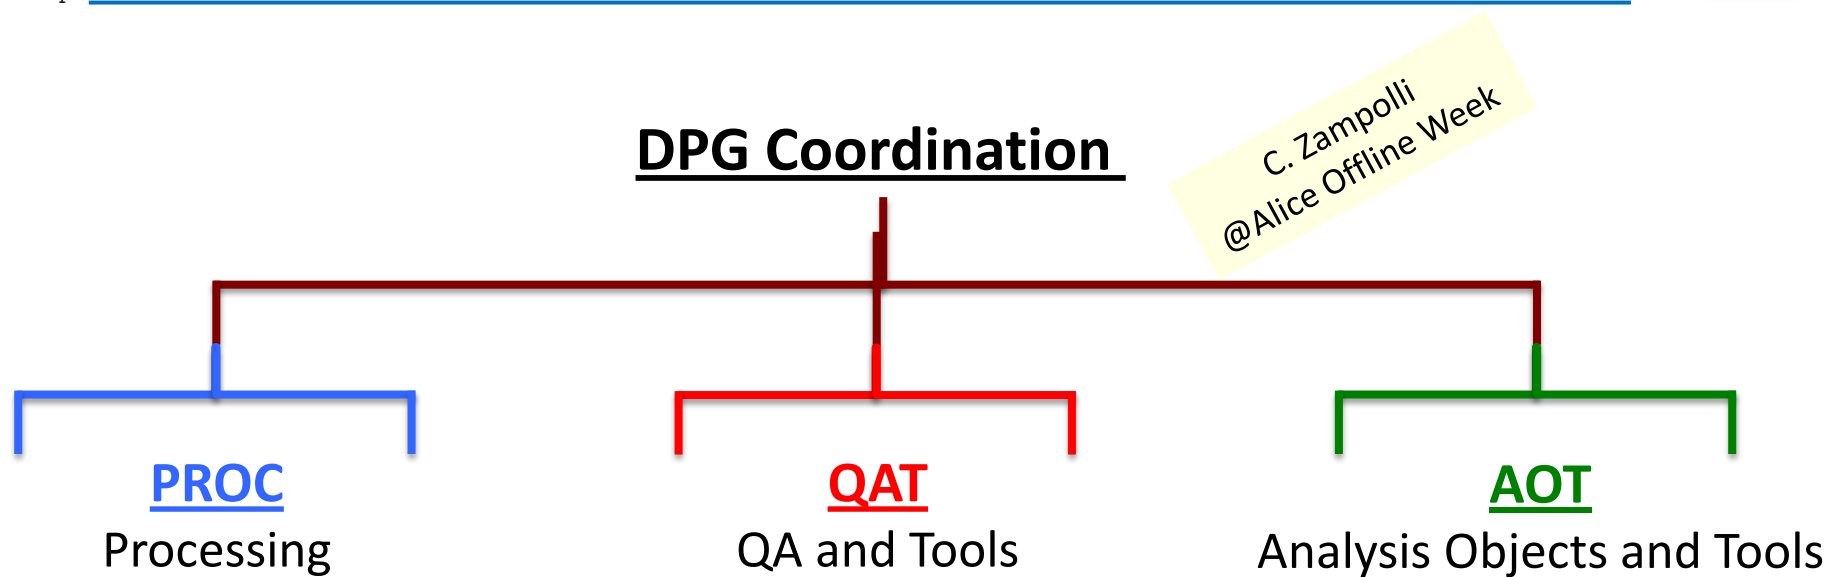 DPG Coordination
C. Zampolli
@Alice Offline Week
PROC
Processing
QAT
QA and Tools
AOT
Analysis Objects and Tools